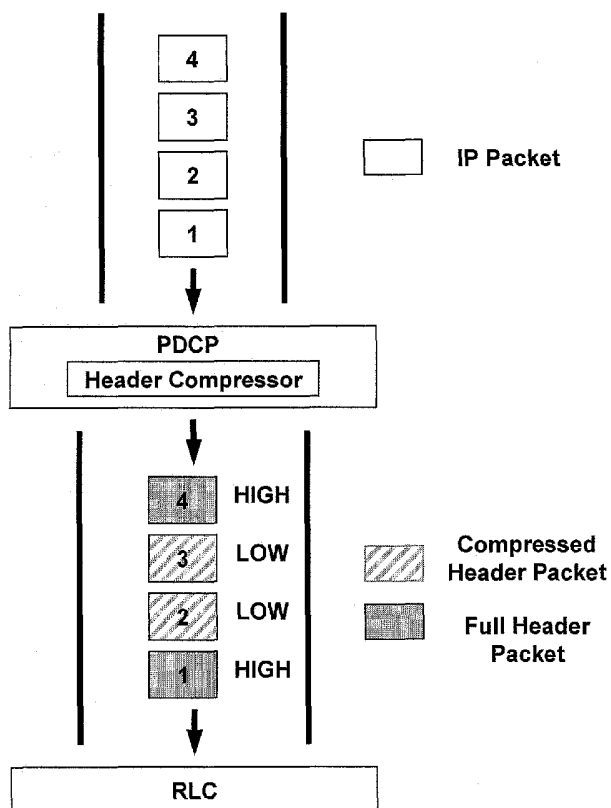 4
3
2
1
IP Packet
PDCP
Header Compressor
4 HIGH
3 LOW
2 LOW
1 HIGH
Compressed
Header Packet
Full Header
Packet
RLC